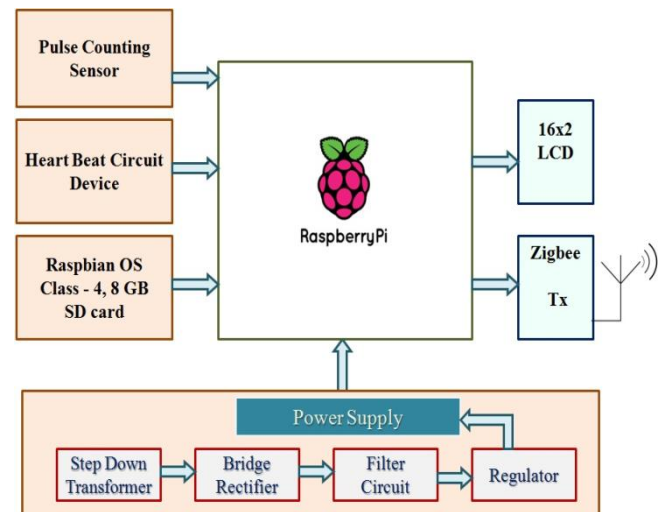 Pulse Counting
Sensor
Heart Beat Circuit
Device
Raspbian OS
Class - 4, 8 GB
SD card
RaspberryPi
16x2
LCD
Zigbee
Tx
Power Supply
Step Down
Transformer
Bridge
Rectifier
Filter
Circuit
Regulator